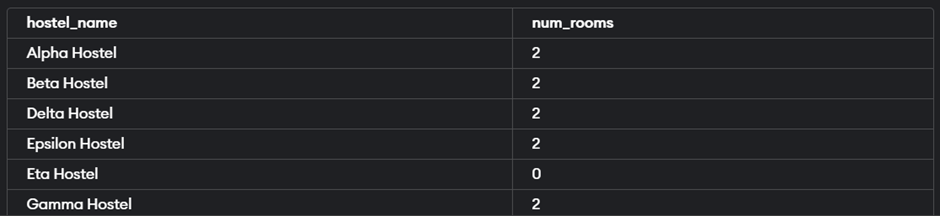 hostel_name num_rooms
Alpha Hostel 2
Beta Hostel 2
Delta Hostel 2
Epsilon Hostel 2
Eta Hostel 0
Gamma Hostel 2